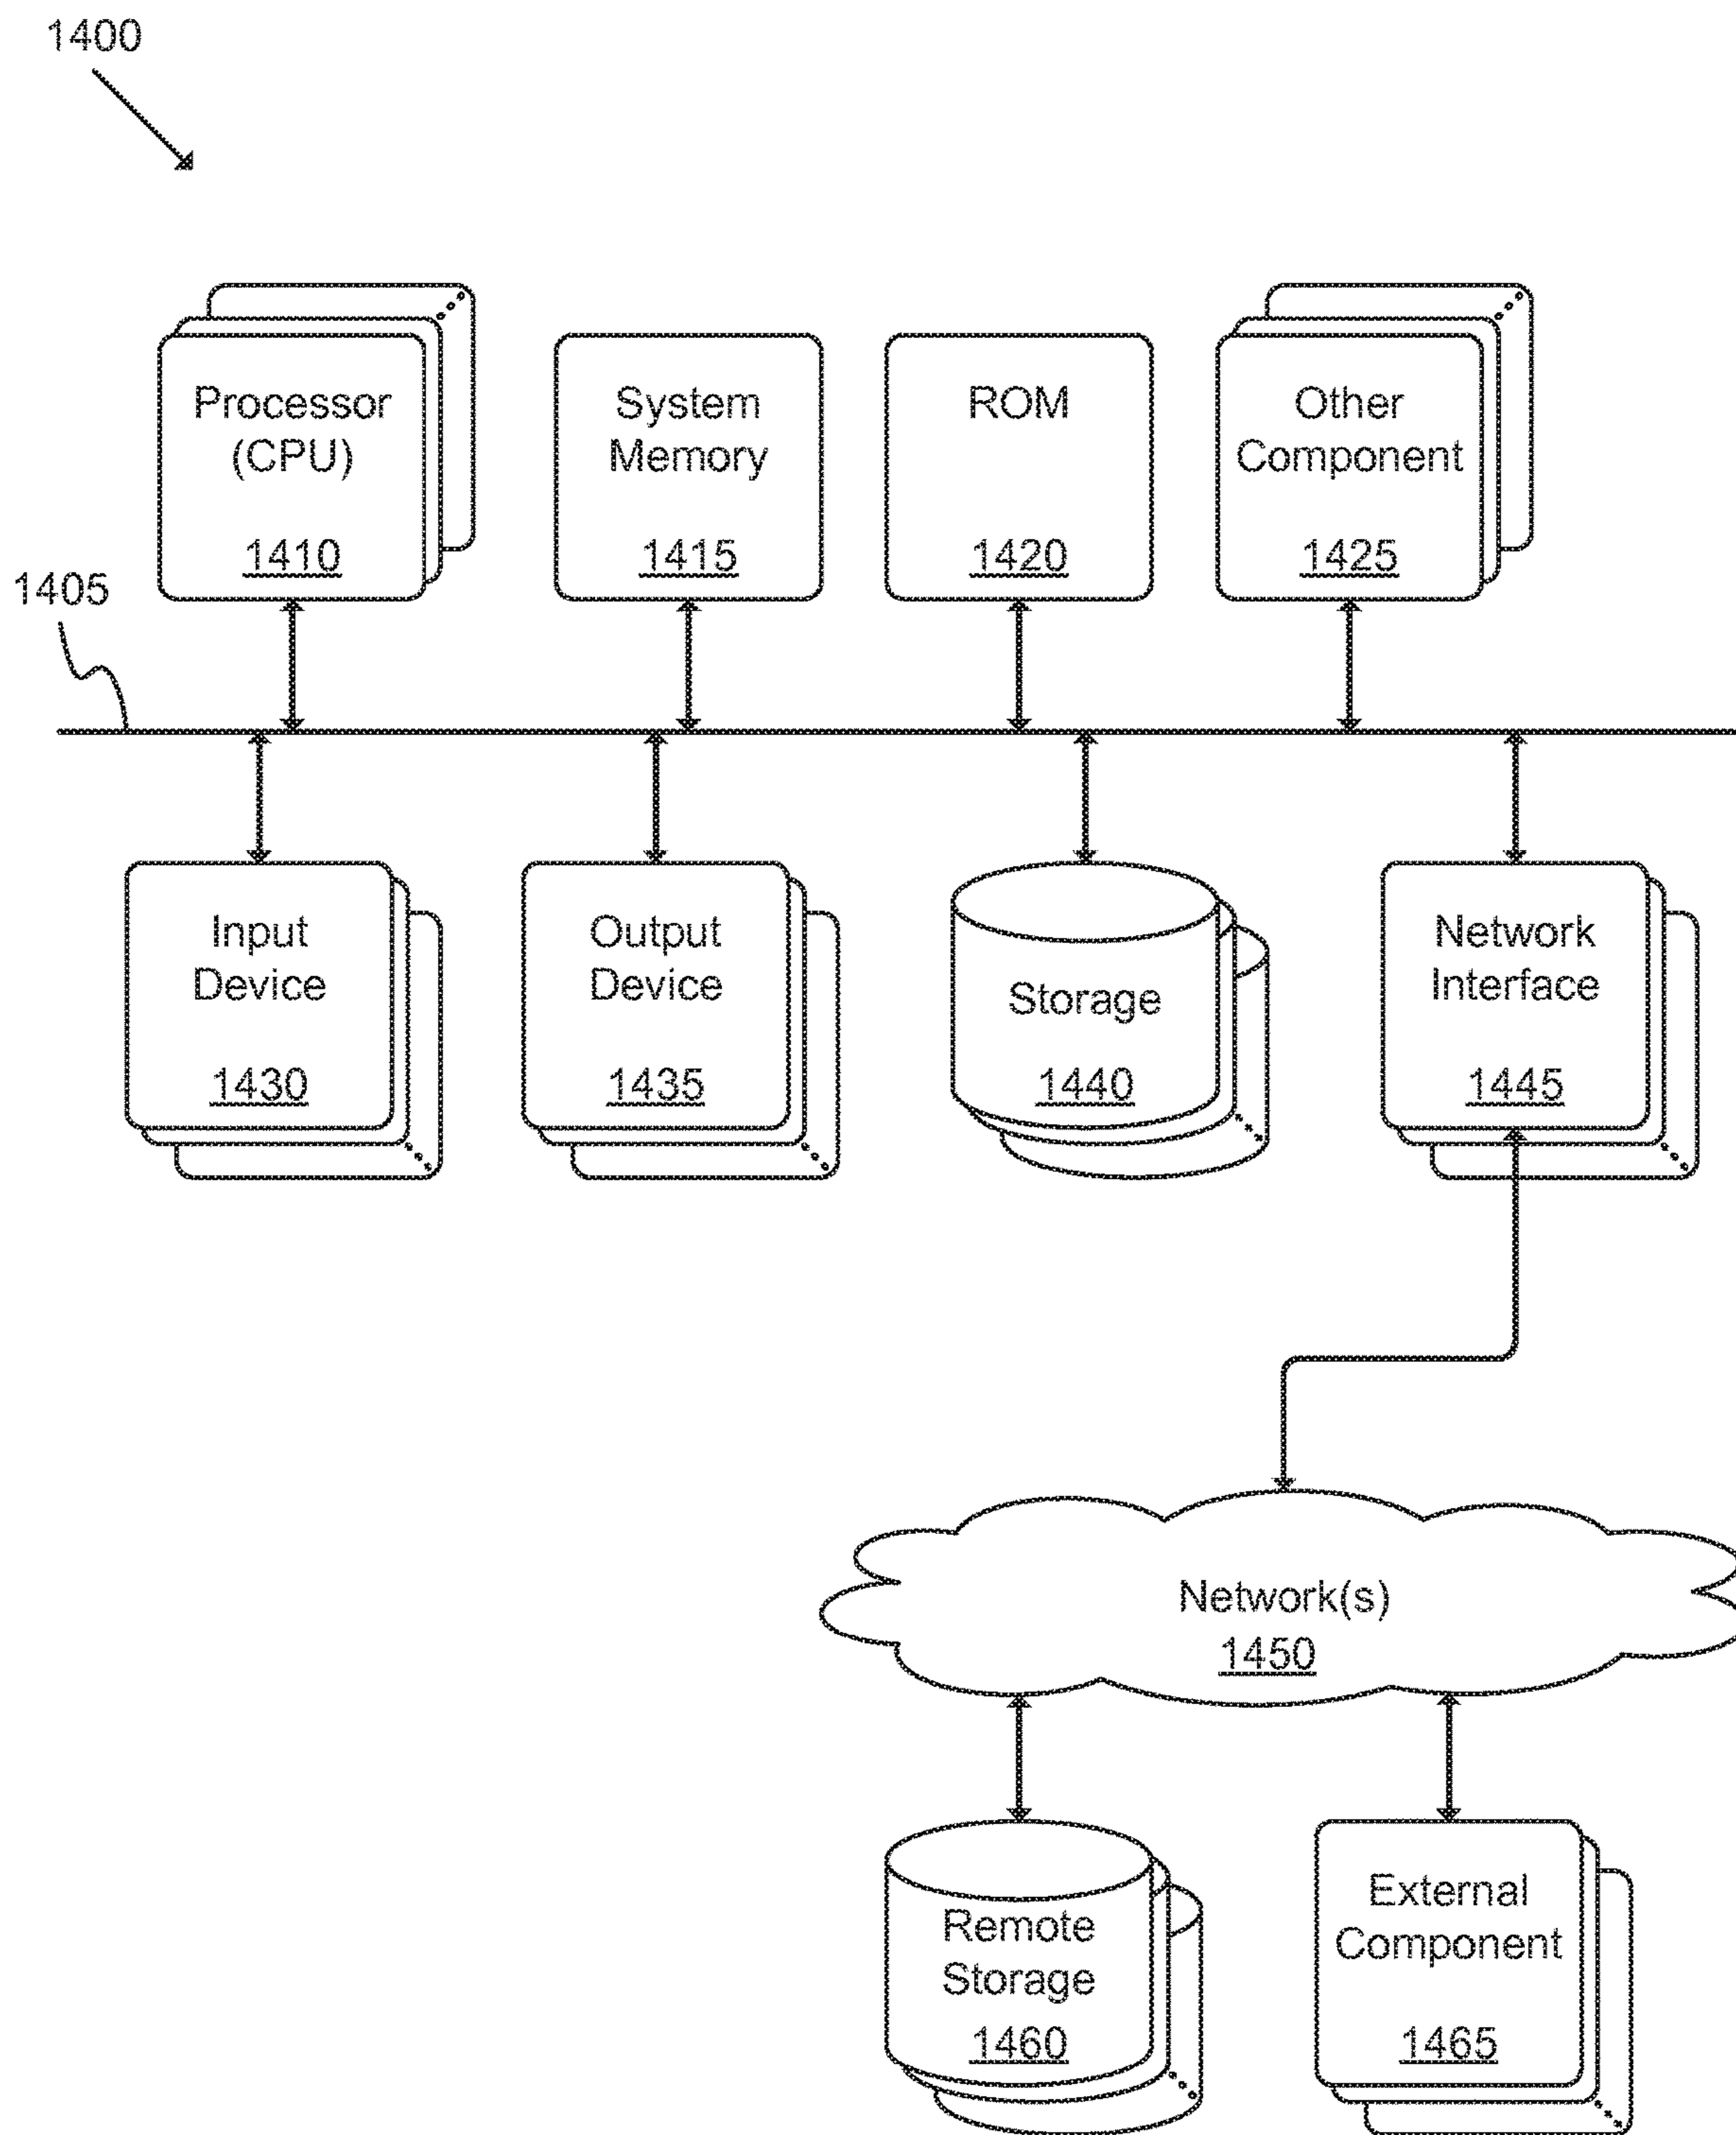 1400
Processor
(CPU)
1410
System
Memory
1415
ROM
1420
Other
Component
1425
1405
Input
Device
1430
Output
Device
1435
Storage
1440
Network
Interface
1445
Network(s)
1450
Remote
Storage
1460
External
Component
1465